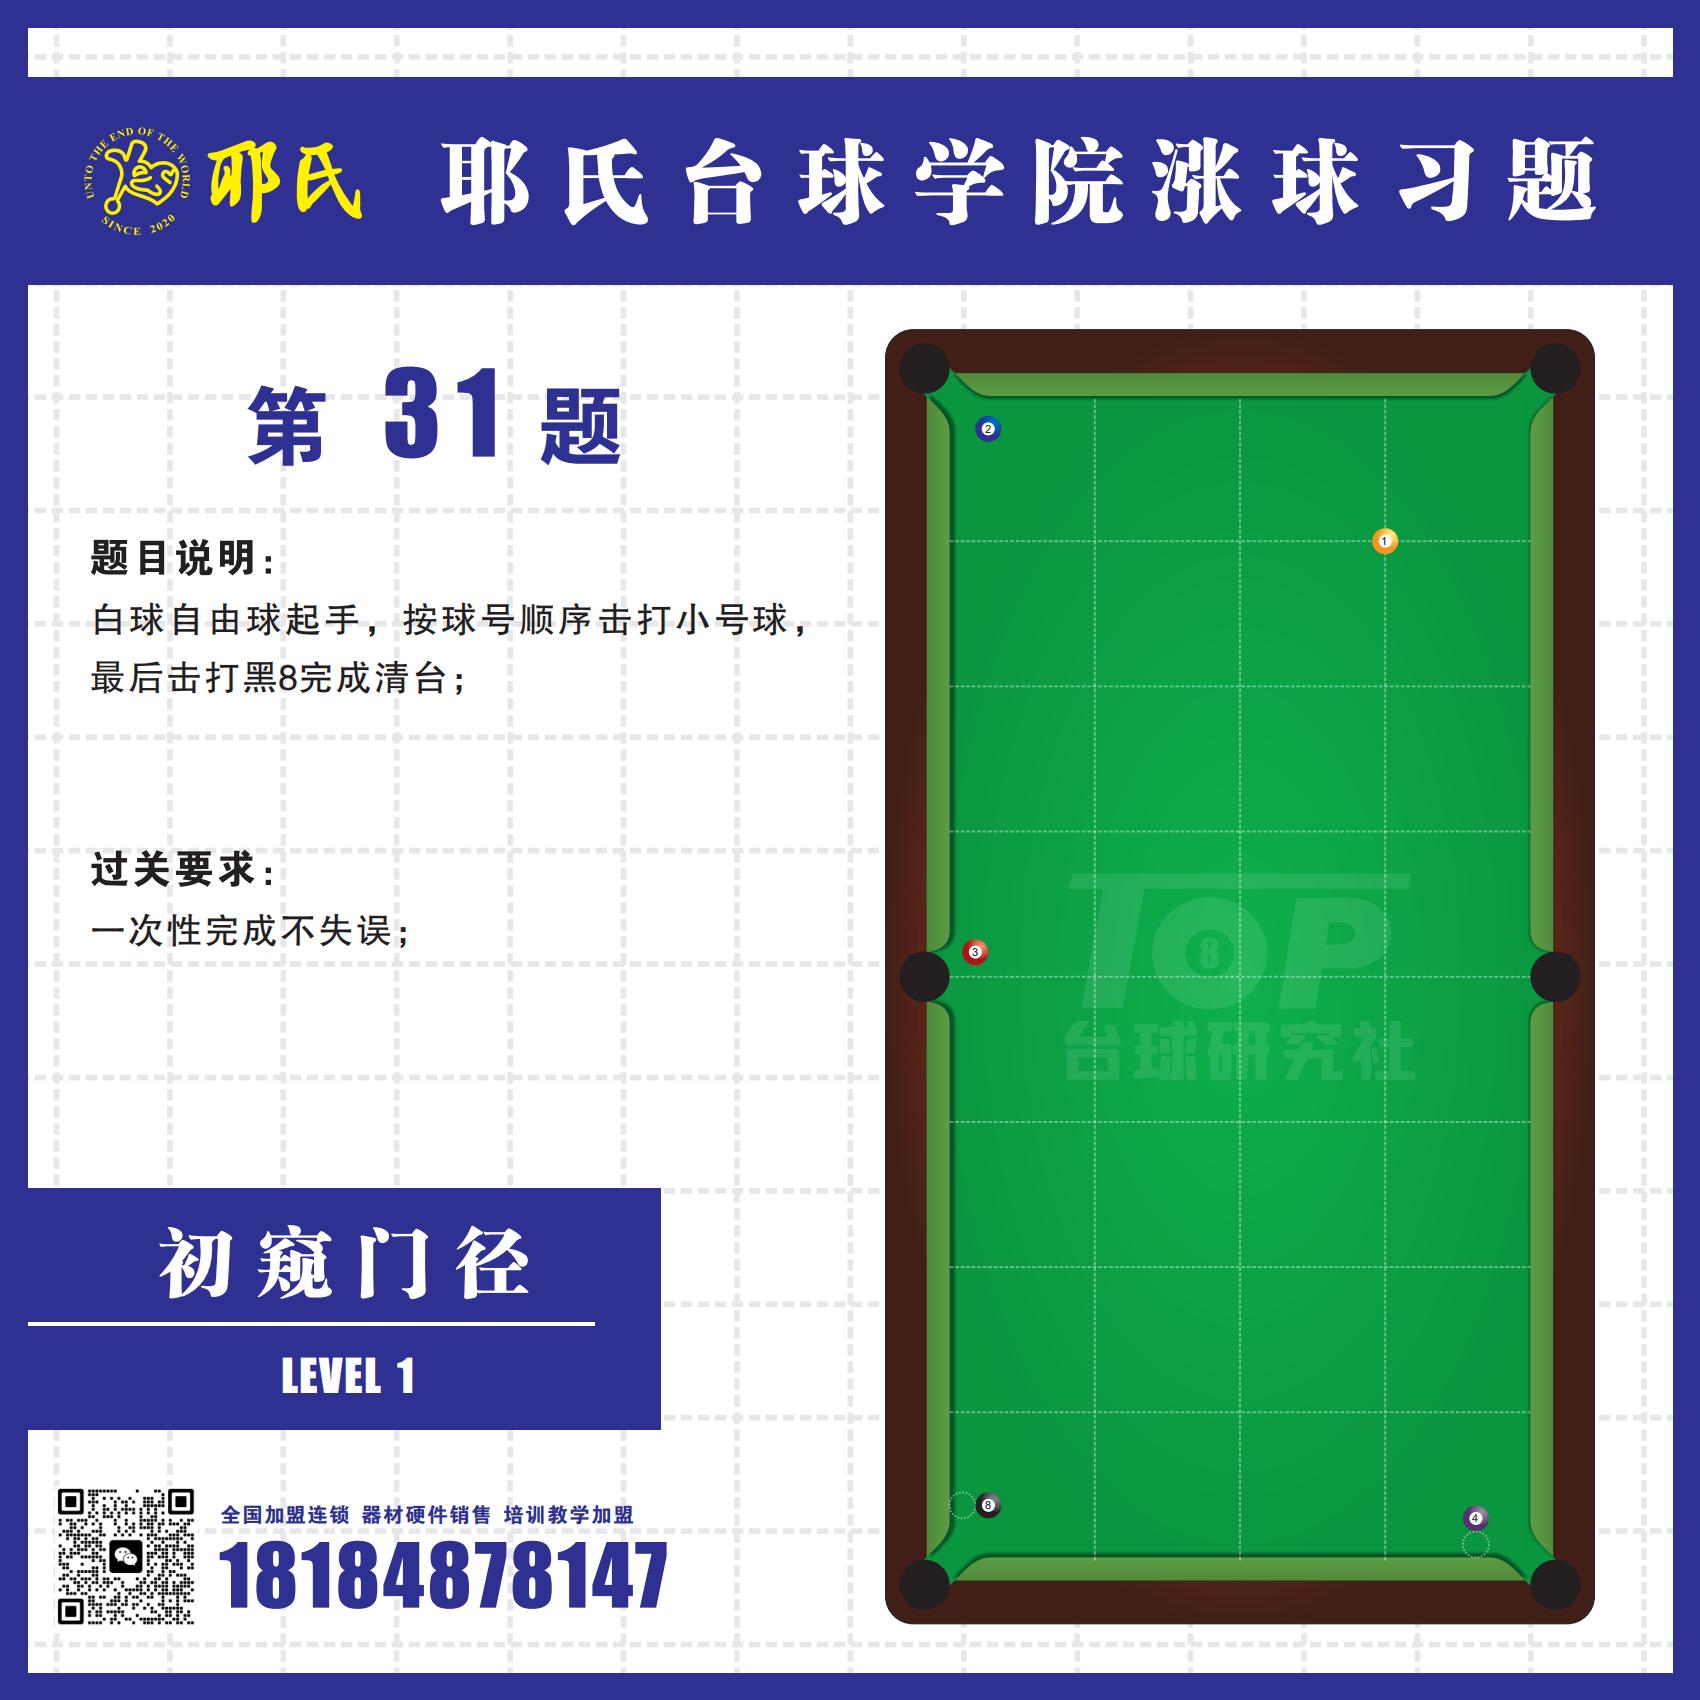 UNTO THE END OF THE WORLD
SINCE 2020
耶氏
耶氏台球学院涨球习题
第 31 题
题目说明：
白球自由球起手，按球号顺序击打小号球，
最后击打黑8完成清台；
过关要求：
一次性完成不失误；
初窥门径
LEVEL 1
全国加盟连锁 器材硬件销售 培训教学加盟
18184878147
2
1
TOP
8
3
台球研究社
8
4